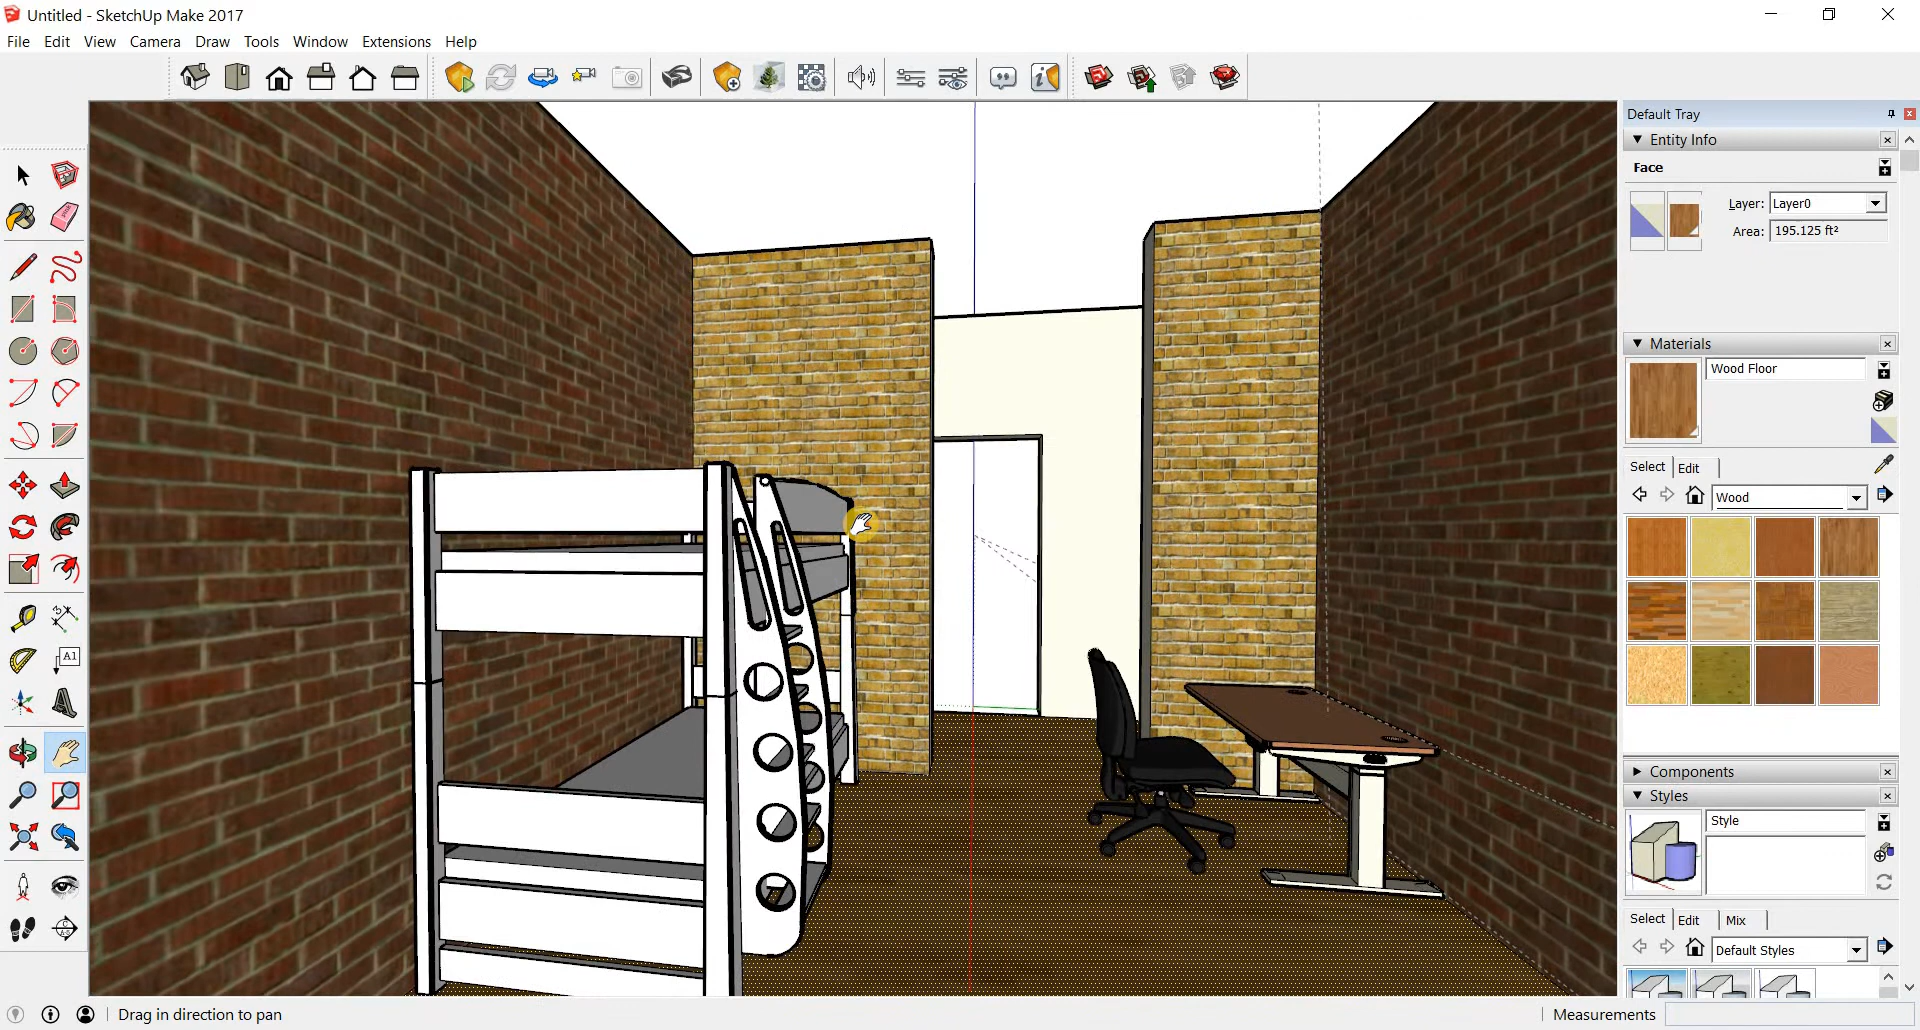 Untitled - SketchUp Make 2017
File Edit View Camera Draw Tools Window Extensions Help
Default Tray
Entity Info
Face
Layer: Layer0
Area: 195.125 ft²
Materials
Wood Floor
Select Edit
Wood
Components
Styles
Style
Select Edit Mix
Default Styles
A1
Drag in direction to pan
Measurements